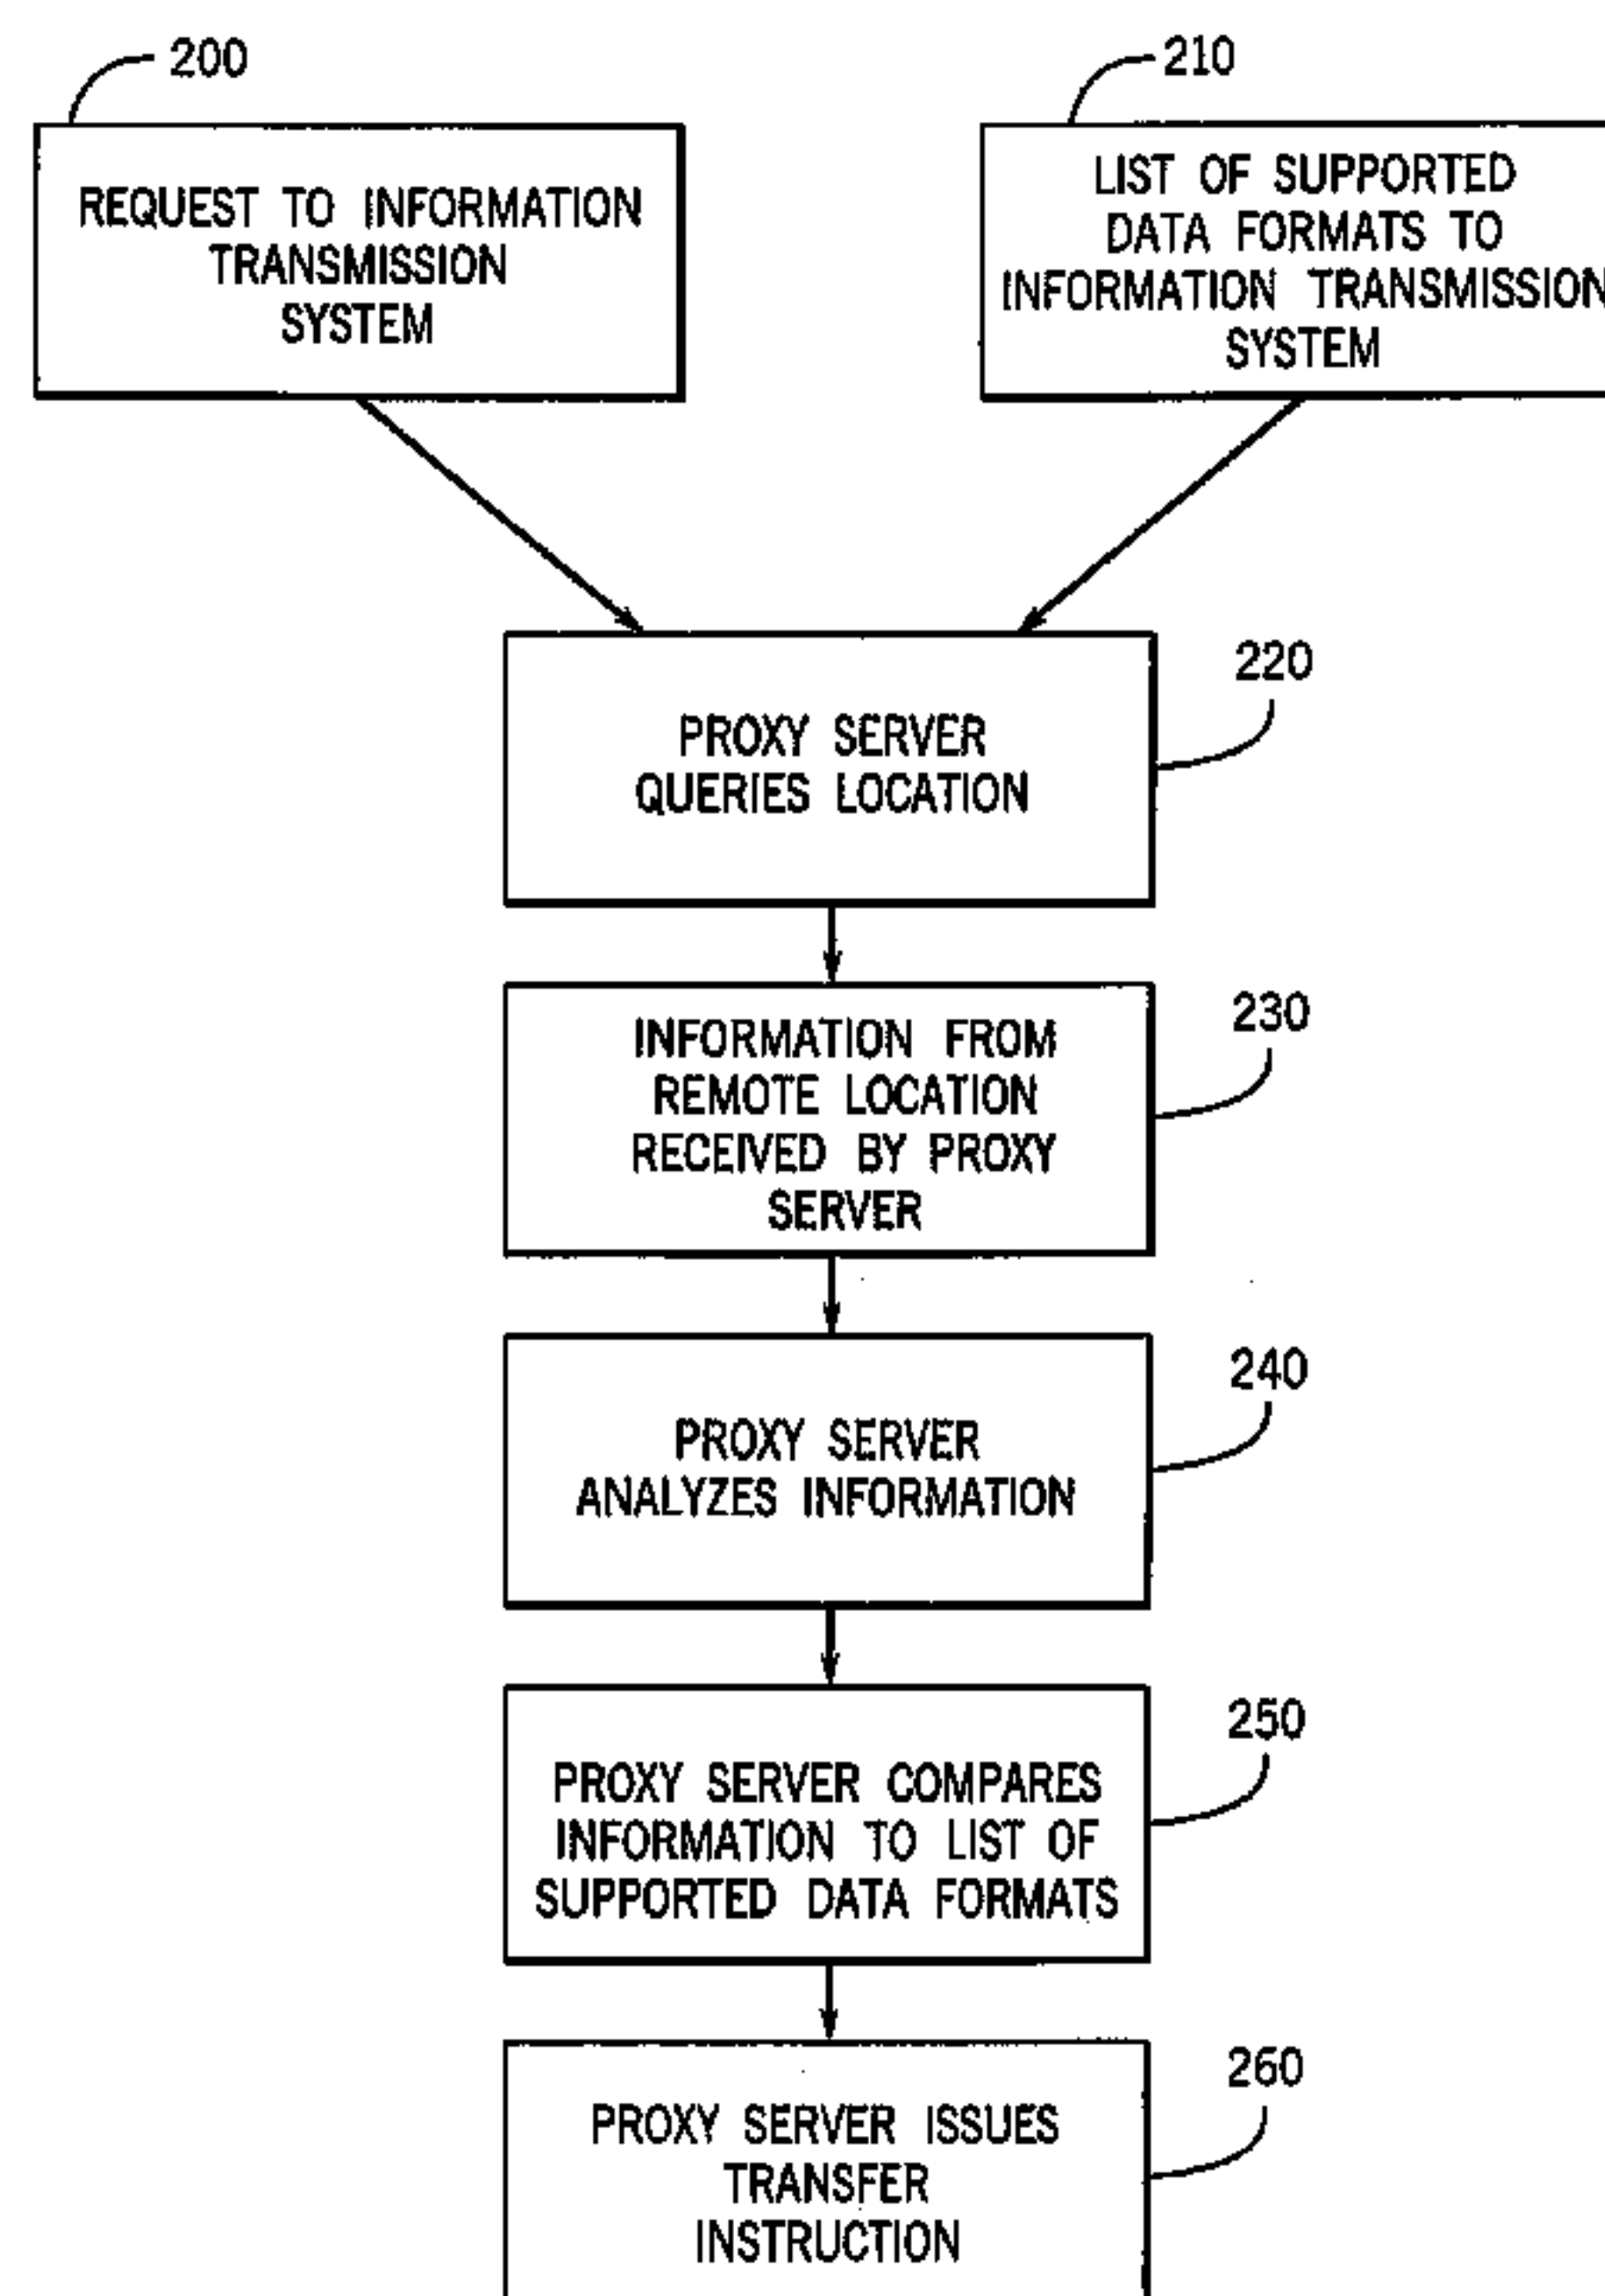 200
REQUEST TO INFORMATION
TRANSMISSION
SYSTEM
210
LIST OF SUPPORTED
DATA FORMATS TO
INFORMATION TRANSMISSION
SYSTEM
220
PROXY SERVER
QUERIES LOCATION
230
INFORMATION FROM
REMOTE LOCATION
RECEIVED BY PROXY
SERVER
240
PROXY SERVER
ANALYZES INFORMATION
250
PROXY SERVER COMPARES
INFORMATION TO LIST OF
SUPPORTED DATA FORMATS
260
PROXY SERVER ISSUES
TRANSFER
INSTRUCTION